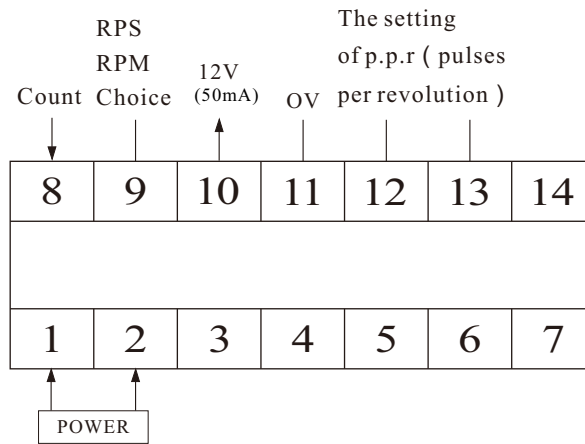 RPS
RPM
Choice
Count
12V
(50mA)
OV
The setting
of p.p.r ( pulses
per revolution )
8 9 10 11 12 13 14
1 2 3 4 5 6 7
POWER